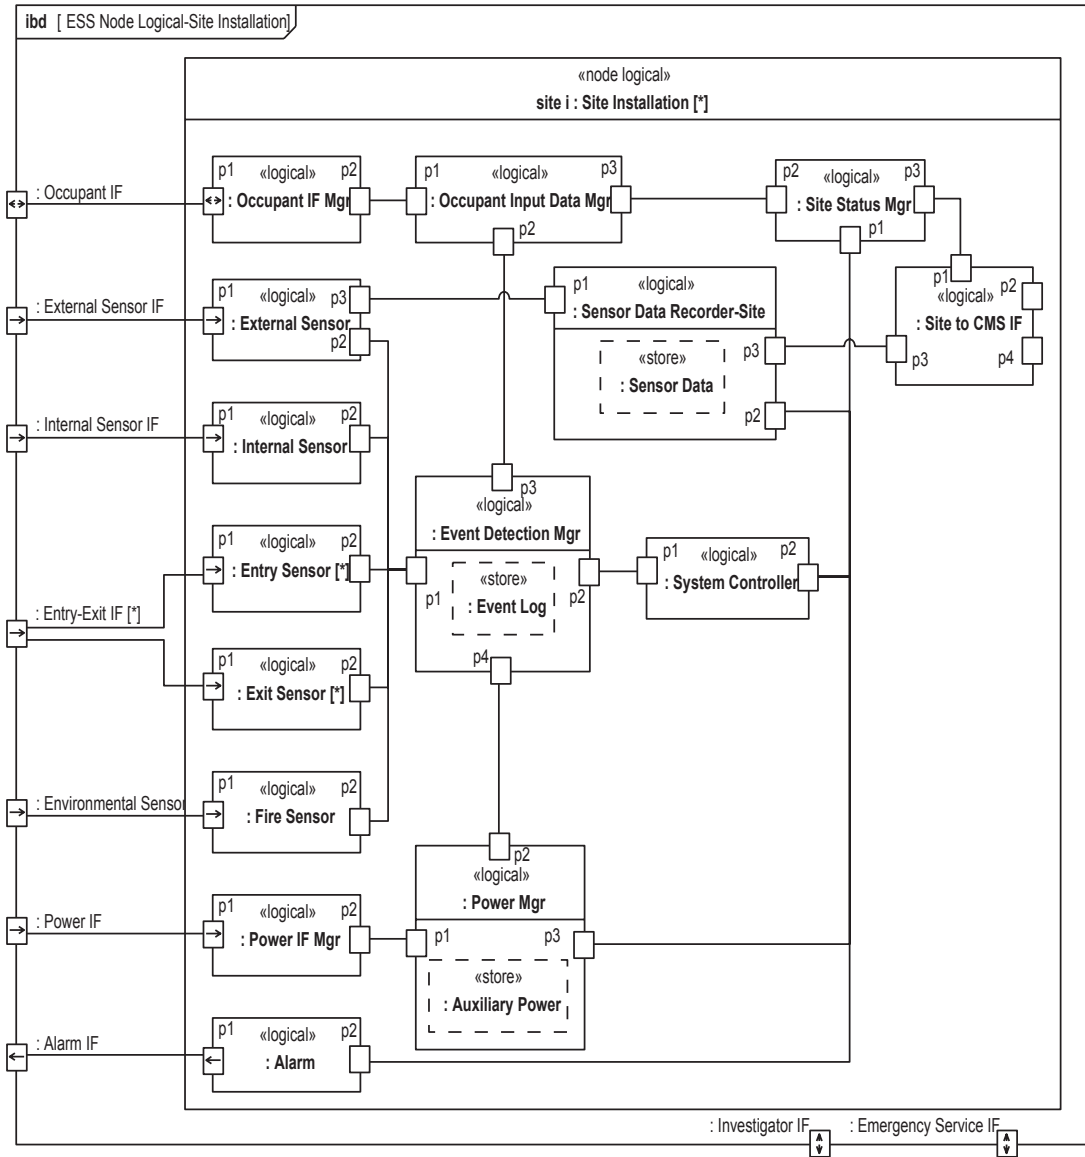 ibd [ ESS Node Logical-Site Installation]
«node logical»
site i : Site Installation [*]
: Occupant IF
p1 «logical» p2
: Occupant IF Mgr
p1 «logical» p3
: Occupant Input Data Mgr
p2
p2 «logical» p3
: Site Status Mgr
p1
: External Sensor IF
p1 «logical» p3
: External Sensor
p2
p1 «logical»
: Sensor Data Recorder-Site
«store»
: Sensor Data
p3
p2
p1 p2
«logical»
: Site to CMS IF
p3 p4
: Internal Sensor IF
p1 «logical» p2
: Internal Sensor
p3
«logical»
: Event Detection Mgr
«store»
: Event Log
p1 p2
p4
p1 «logical» p2
: System Controller
: Entry-Exit IF [*]
p1 «logical» p2
: Entry Sensor [*]
p1 «logical» p2
: Exit Sensor [*]
: Environmental Sensor
p1 «logical» p2
: Fire Sensor
p2
«logical»
: Power Mgr
p1 p3
«store»
: Auxiliary Power
: Power IF
p1 «logical» p2
: Power IF Mgr
: Alarm IF
p1 «logical» p2
: Alarm
: Investigator IF
: Emergency Service IF